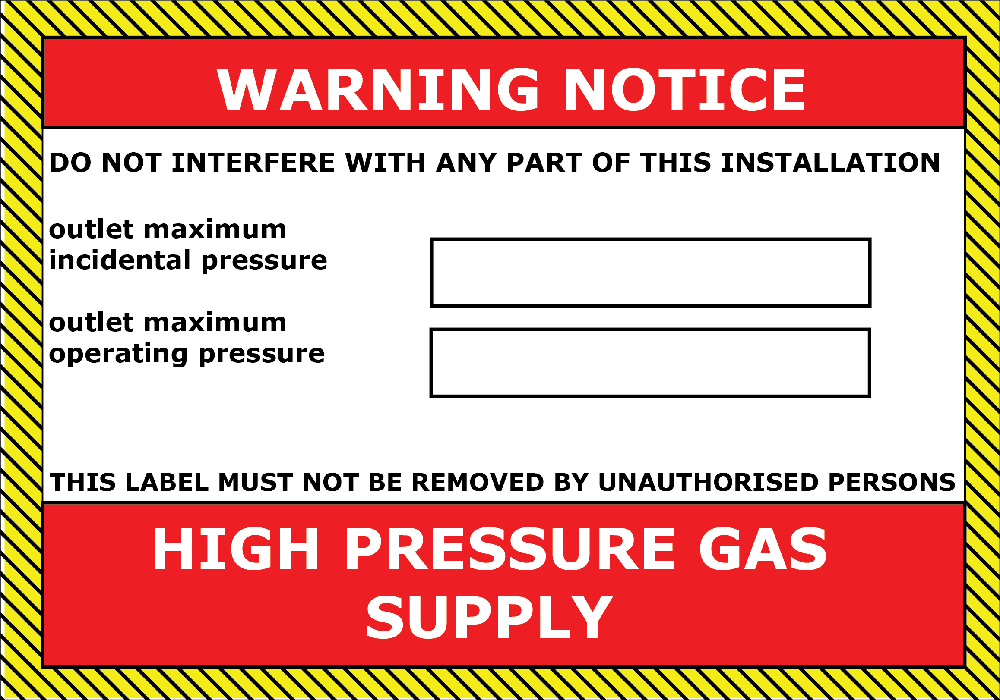 WARNING NOTICE
DO NOT INTERFERE WITH ANY PART OF THIS INSTALLATION
outlet maximum
incidental pressure
outlet maximum
operating pressure
THIS LABEL MUST NOT BE REMOVED BY UNAUTHORISED PERSONS
HIGH PRESSURE GAS
SUPPLY